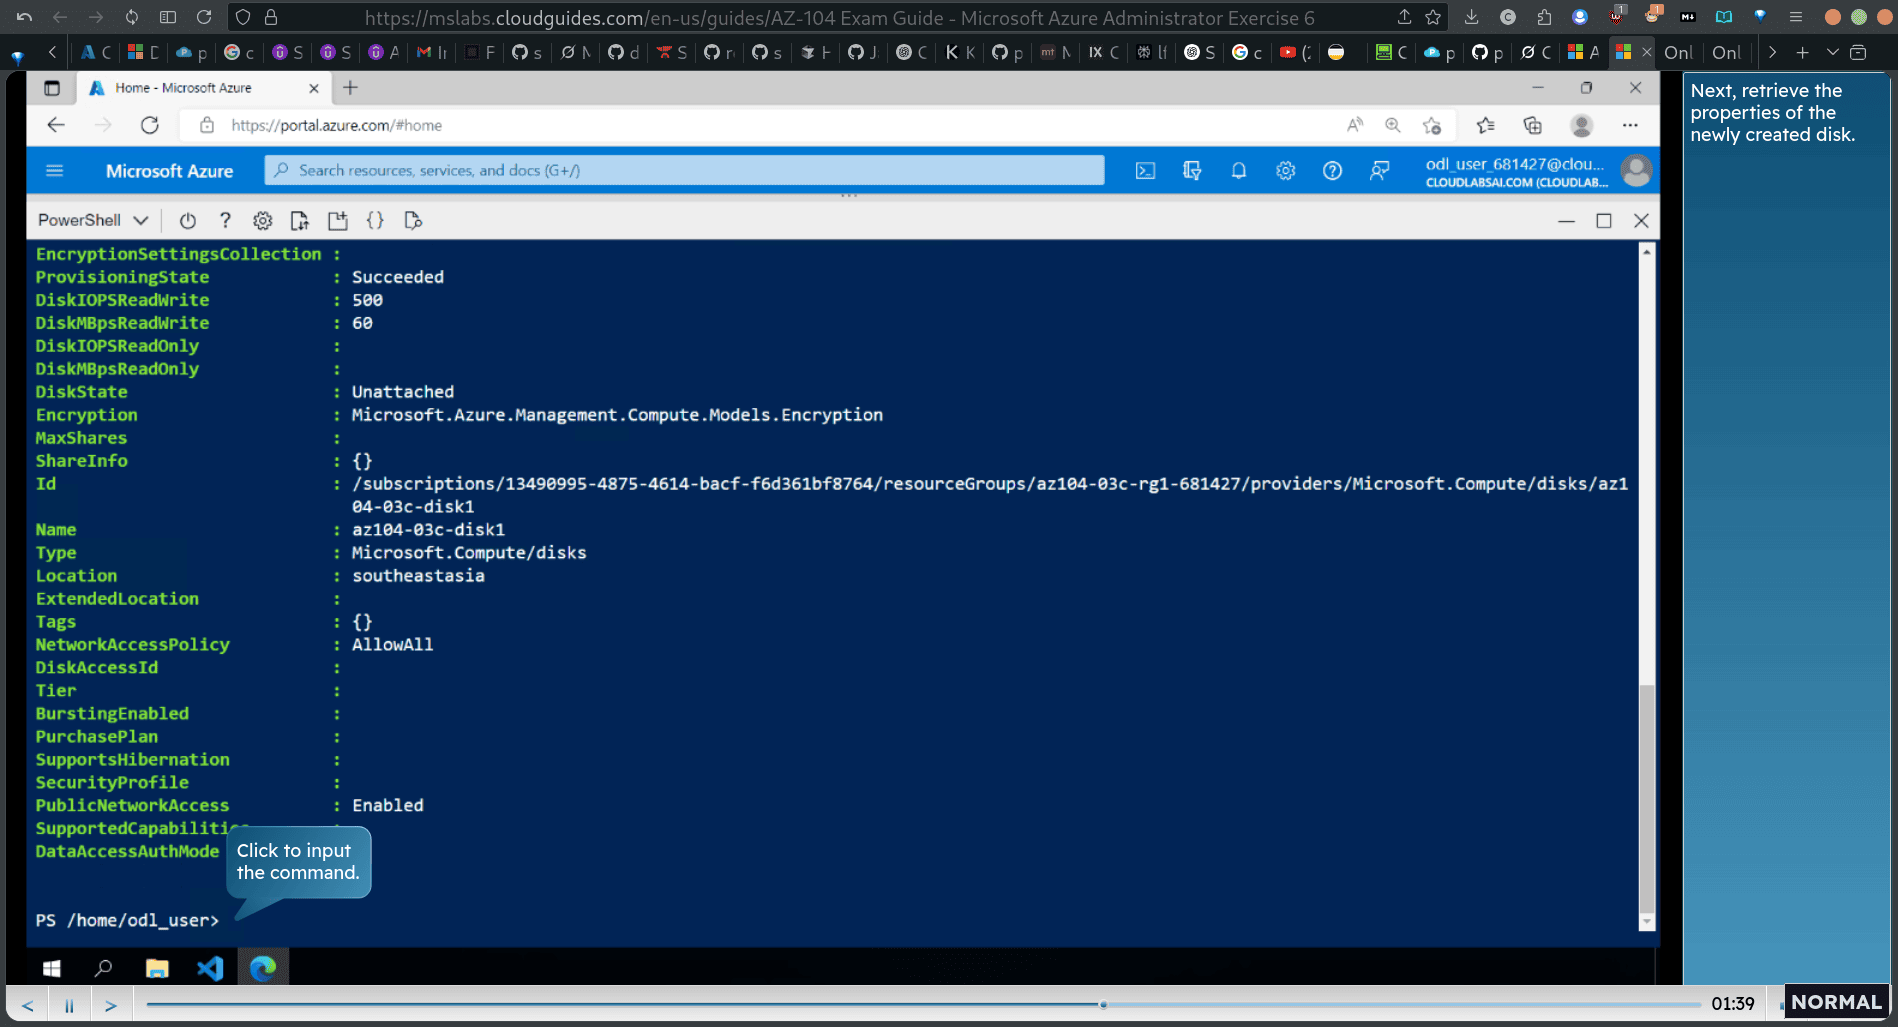 https://mslabs.cloudguides.com/en-us/guides/AZ-104 Exam Guide - Microsoft Azure Administrator Exercise 6
Onl
Onl
Home - Microsoft Azure
https://portal.azure.com/#home
Microsoft Azure
Search resources, services, and docs (G+/)
odl_user_681427@clou...
CLOUDLABSAI.COM (CLOUDLAB...
PowerShell
EncryptionSettingsCollection :
ProvisioningState : Succeeded
DiskIOPSReadWrite : 500
DiskMBpsReadWrite : 60
DiskIOPSReadOnly :
DiskMBpsReadOnly :
DiskState : Unattached
Encryption : Microsoft.Azure.Management.Compute.Models.Encryption
MaxShares :
ShareInfo : {}
Id : /subscriptions/13490995-4875-4614-bacf-f6d361bf8764/resourceGroups/az104-03c-rg1-681427/providers/Microsoft.Compute/disks/az1
04-03c-disk1
Name : az104-03c-disk1
Type : Microsoft.Compute/disks
Location : southeastasia
ExtendedLocation :
Tags : {}
NetworkAccessPolicy : AllowAll
DiskAccessId :
Tier :
BurstingEnabled :
PurchasePlan :
SupportsHibernation :
SecurityProfile :
PublicNetworkAccess : Enabled
SupportedCapabilities :
DataAccessAuthMode
Click to input
the command.
PS /home/odl_user>
Next, retrieve the
properties of the
newly created disk.
01:39
NORMAL